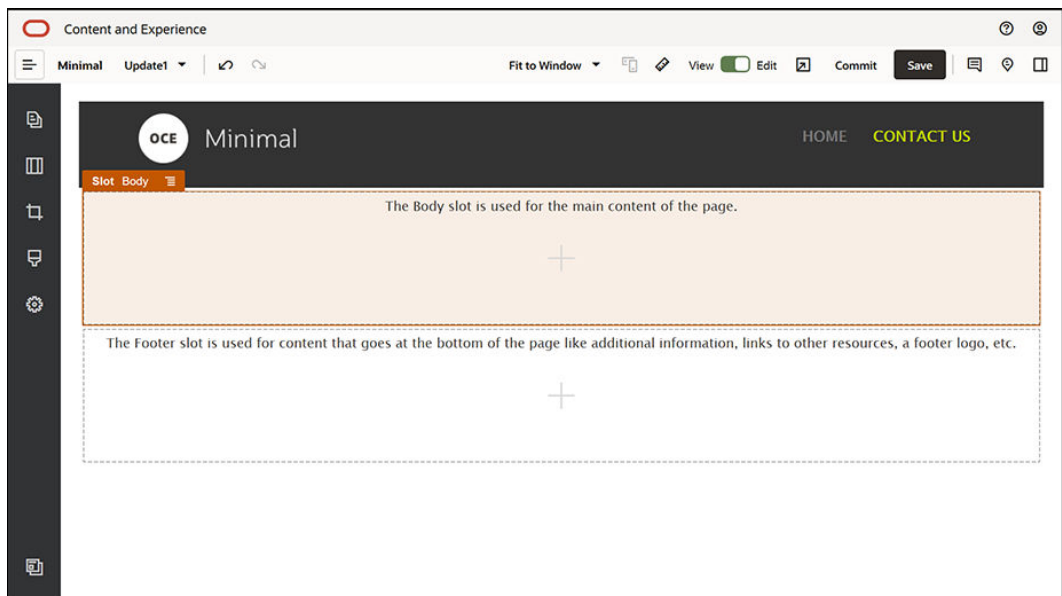 Content and Experience
Minimal Update1 Fit to Window View Edit Commit Save
OCE Minimal HOME CONTACT US
Slot Body
The Body slot is used for the main content of the page.
The Footer slot is used for content that goes at the bottom of the page like additional information, links to other resources, a footer logo, etc.